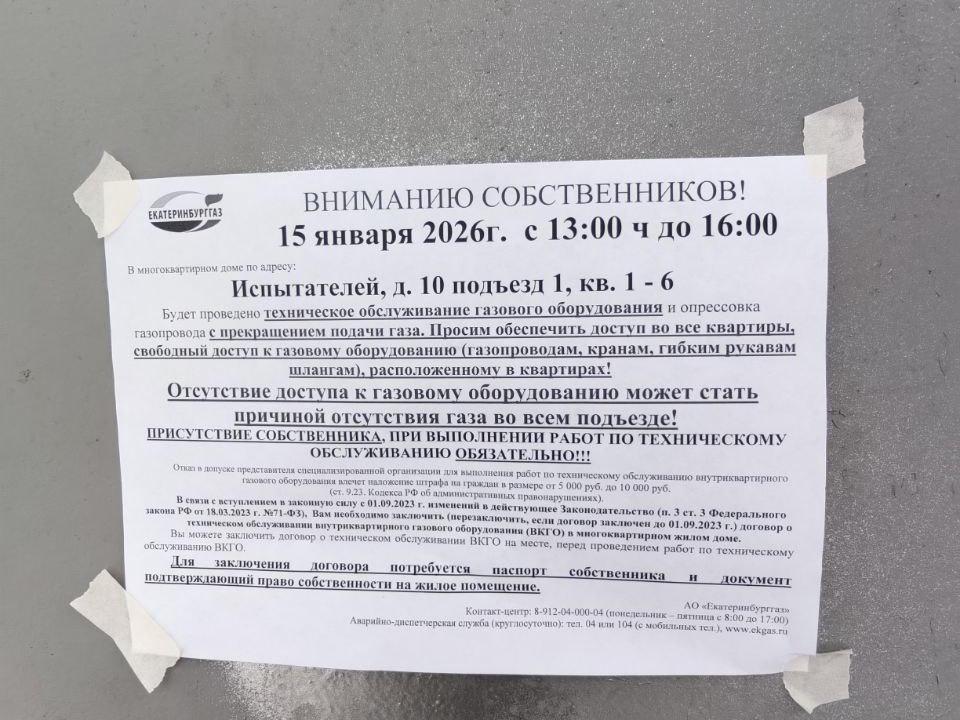 ЕКАТЕРИНБУРГГАЗ
ВНИМАНИЮ СОБСТВЕННИКОВ!
15 января 2026г. с 13:00 ч до 16:00
В многоквартирном доме по адресу:
Испытателей, д. 10 подъезд 1, кв. 1 - 6
Будет проведено техническое обслуживание газового оборудования и опрессовка
газопровода с прекращением подачи газа. Просим обеспечить доступ во все квартиры,
свободный доступ к газовому оборудованию (газопроводам, кранам, гибким рукавам
шлангам), расположенному в квартирах!
Отсутствие доступа к газовому оборудованию может стать
причиной отсутствия газа во всем подъезде!
ПРИСУТСТВИЕ СОБСТВЕННИКА, ПРИ ВЫПОЛНЕНИИ РАБОТ ПО ТЕХНИЧЕСКОМУ
ОБСЛУЖИВАНИЮ ОБЯЗАТЕЛЬНО!!!
Отказ в допуске представителя специализированной организации для выполнения работ по техническому обслуживанию внутриквартирного
газового оборудования влечет наложение штрафа на граждан в размере от 5 000 руб. до 10 000 руб.
(ст. 9.23. Кодекса РФ об административных правонарушениях).
В связи с вступлением в законную силу с 01.09.2023 г. изменений в действующее Законодательство (п. 3 ст. 3 Федерального
закона РФ от 18.03.2023 г. №71-ФЗ), Вам необходимо заключить (перезаключить, если договор заключен до 01.09.2023 г.) договор о
техническом обслуживании внутриквартирного газового оборудования (ВКГО) в многоквартирном жилом доме.
Вы можете заключить договор о техническом обслуживании ВКГО на месте, перед проведением работ по техническому
обслуживанию ВКГО.
Для заключения договора потребуется паспорт собственника и документ
подтверждающий право собственности на жилое помещение.
АО «Екатеринбурггаз»
Контакт-центр: 8-912-04-000-04 (понедельник – пятница с 8:00 до 17:00)
Аварийно-диспетчерская служба (круглосуточно): тел. 04 или 104 (с мобильных тел.), www.ekgas.ru